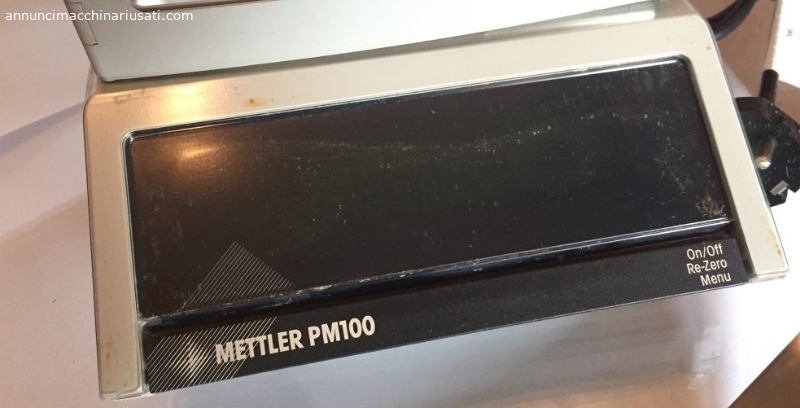 annuncimacchinariusati.com
On/Off
Re-Zero
Menu
METTLER PM100